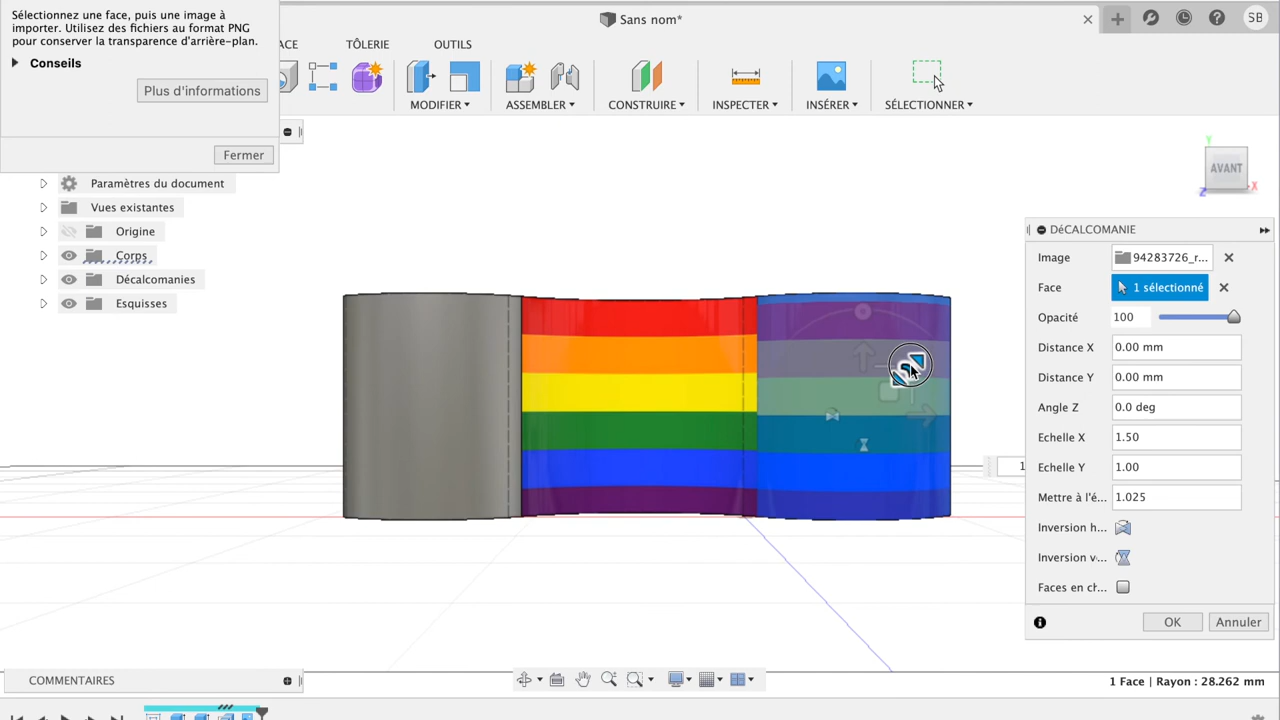 Sélectionnez une face, puis une image à
importer. Utilisez des fichiers au format PNG
pour conserver la transparence d'arrière-plan.
Conseils
Plus d'informations
Fermer
Sans nom*
SB
ACE
TÔLERIE
OUTILS
MODIFIER
ASSEMBLER
CONSTRUIRE
INSPECTER
INSÉRER
SÉLECTIONNER
Y
AVANT
X
Z
Paramètres du document
Vues existantes
Origine
Corps
Décalcomanies
Esquisses
DéCALCOMANIE
Image 94283726_r...
Face 1 sélectionné
Opacité 100
Distance X 0.00 mm
Distance Y 0.00 mm
Angle Z 0.0 deg
Echelle X 1.50
Echelle Y 1.00
Mettre à l'é... 1.025
Inversion h...
Inversion v...
Faces en ch...
OK
Annuler
1
COMMENTAIRES
1 Face | Rayon : 28.262 mm